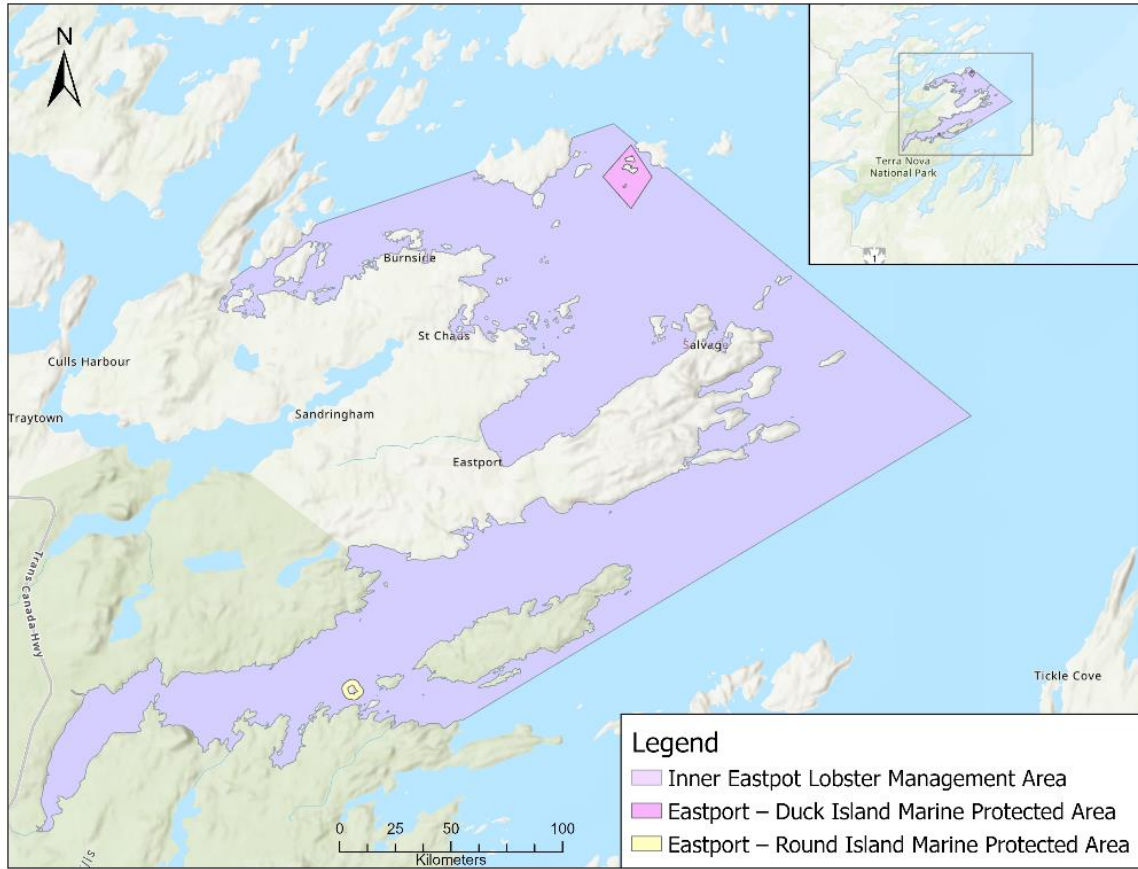 N
Terra Nova
National Park
1
Burnside
St Chads
Salvage
Culls Harbour
Traytown
Sandringham
Eastport
Trans Canada Hwy
Tickle Cove
Legend
Inner Eastpot Lobster Management Area
Eastport – Duck Island Marine Protected Area
Eastport – Round Island Marine Protected Area
0 25 50 100
Kilometers